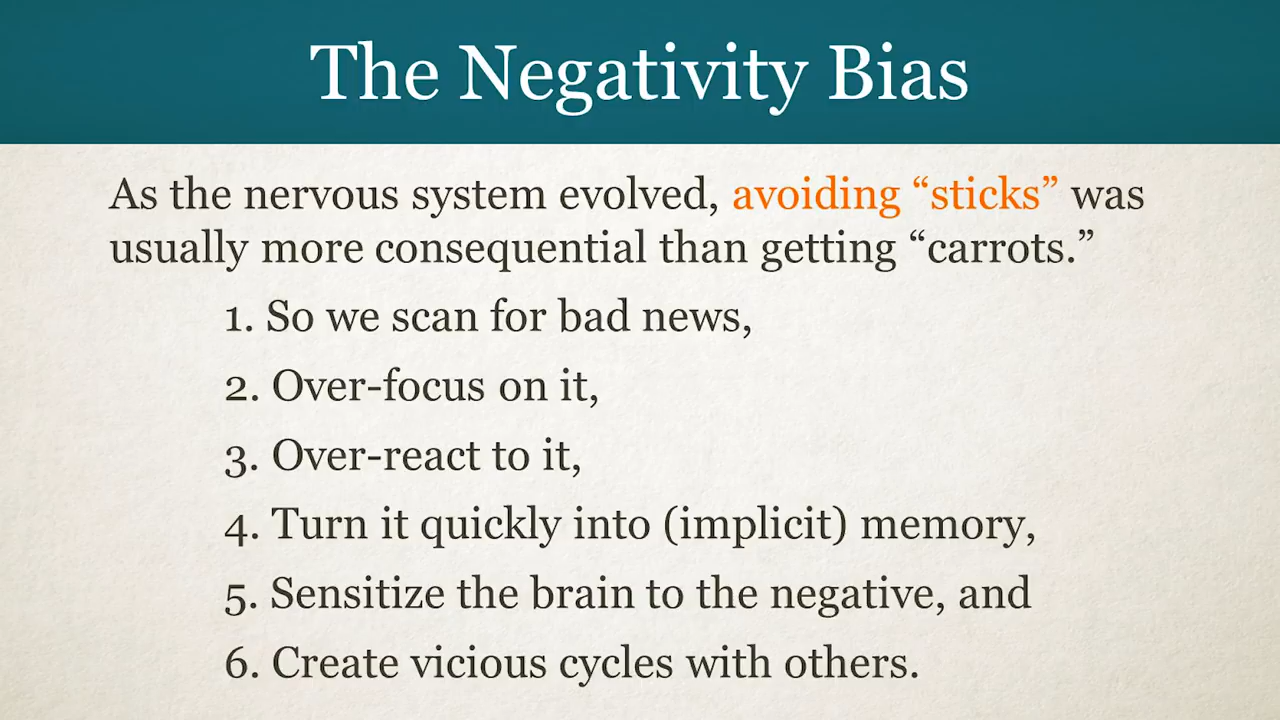 The Negativity Bias
As the nervous system evolved, avoiding “sticks” was
usually more consequential than getting “carrots.”
1. So we scan for bad news,
2. Over-focus on it,
3. Over-react to it,
4. Turn it quickly into (implicit) memory,
5. Sensitize the brain to the negative, and
6. Create vicious cycles with others.